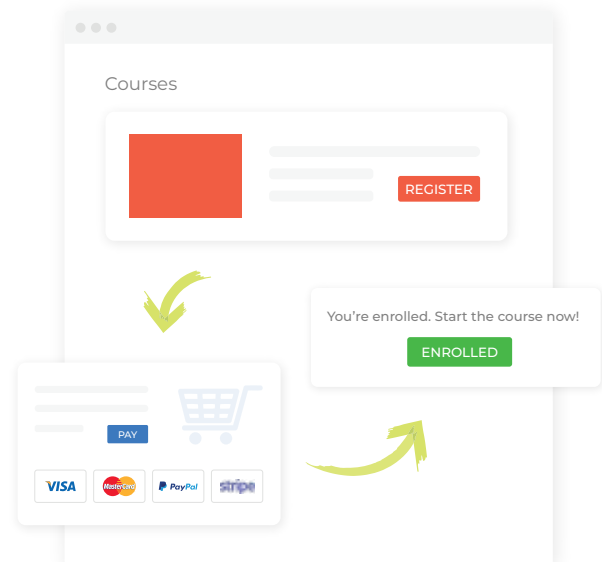 Courses
REGISTER
You're enrolled. Start the course now!
ENROLLED
PAY
VISA
MasterCard
PayPal
stripe